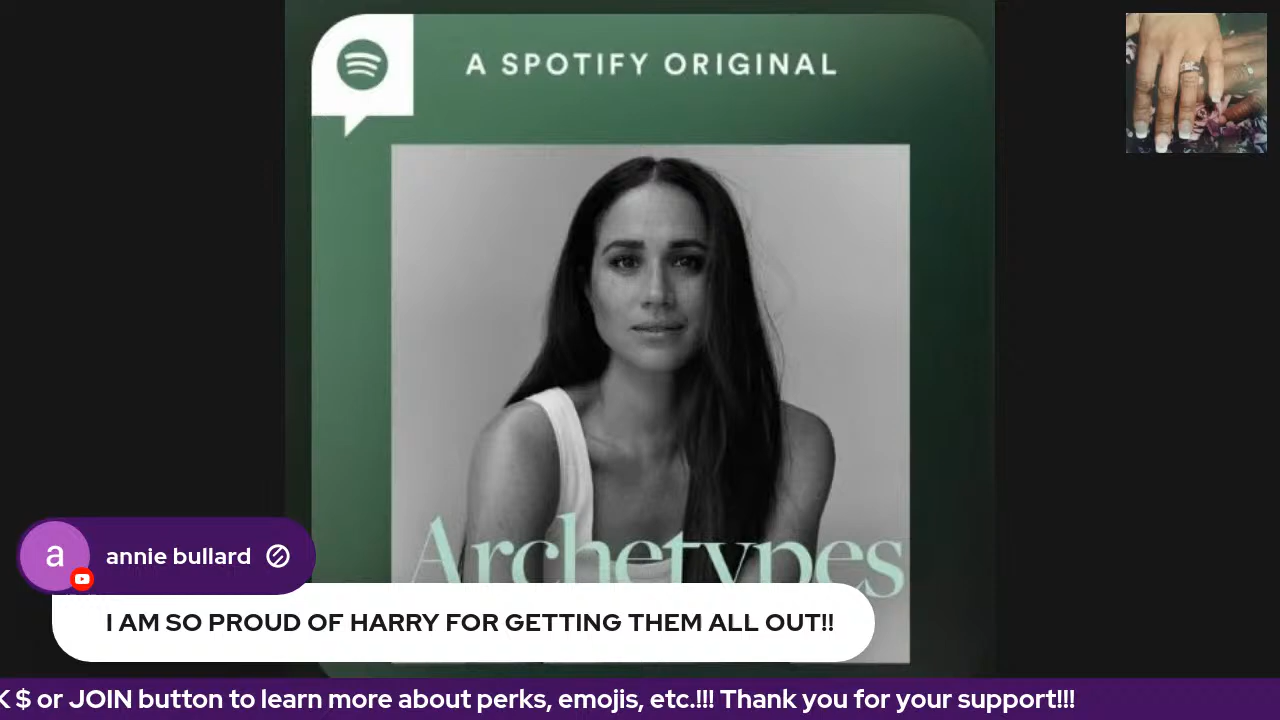 A SPOTIFY ORIGINAL
Archetypes
a annie bullard
I AM SO PROUD OF HARRY FOR GETTING THEM ALL OUT!!
K $ or JOIN button to learn more about perks, emojis, etc.!!! Thank you for your support!!!